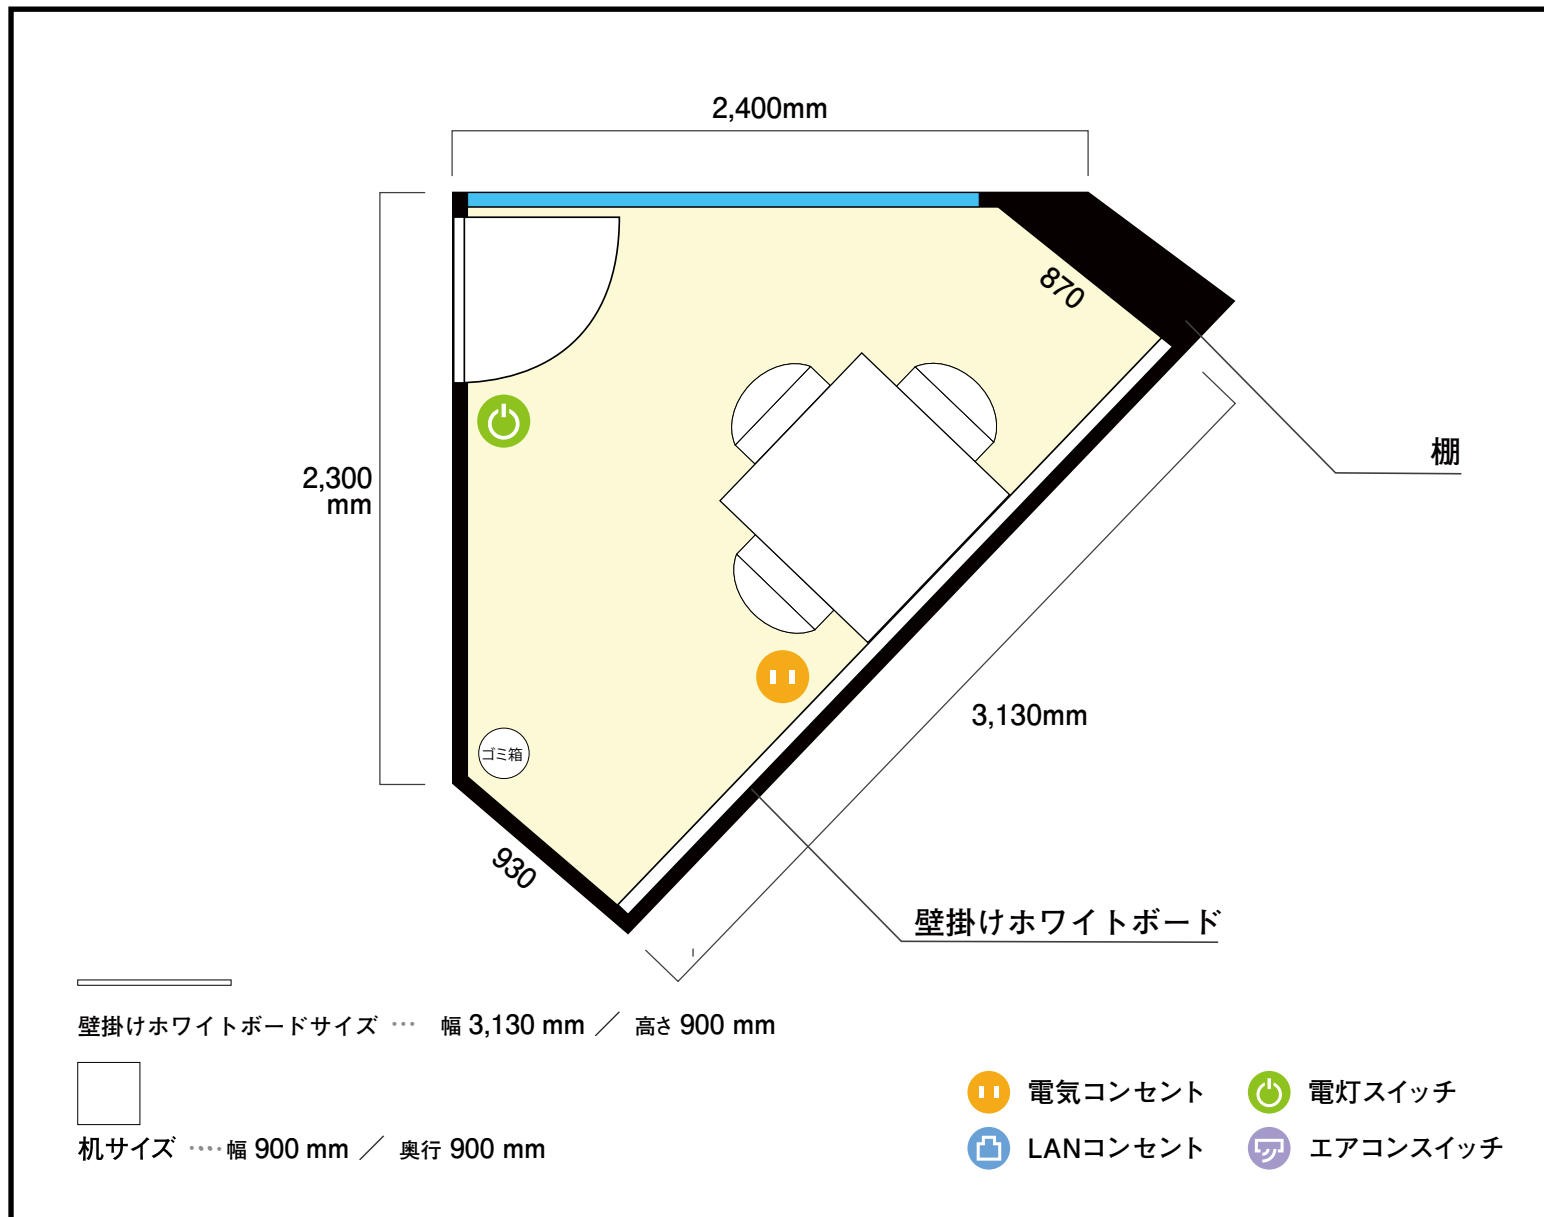 2,400mm
870
棚
2,300
mm
3,130mm
ゴミ箱
930
壁掛けホワイトボード
壁掛けホワイトボードサイズ … 幅 3,130 mm ／ 高さ 900 mm
机サイズ ‥‥ 幅 900 mm ／ 奥行 900 mm
電気コンセント
電灯スイッチ
LANコンセント
エアコンスイッチ